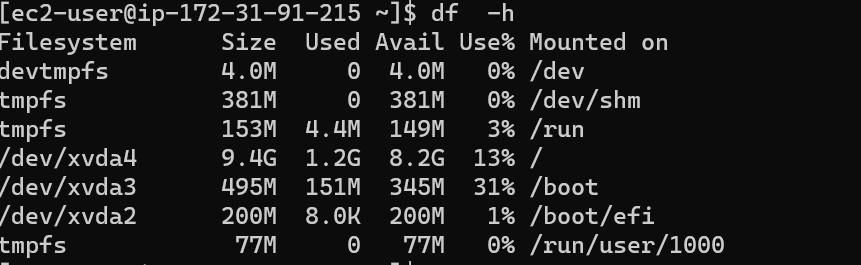 [ec2-user@ip-172-31-91-215 ~]$ df  -h
Filesystem      Size  Used Avail Use% Mounted on
devtmpfs        4.0M     0  4.0M   0% /dev
tmpfs           381M     0  381M   0% /dev/shm
tmpfs           153M  4.4M  149M   3% /run
/dev/xvda4      9.4G  1.2G  8.2G  13% /
/dev/xvda3      495M  151M  345M  31% /boot
/dev/xvda2      200M  8.0K  200M   1% /boot/efi
tmpfs            77M     0   77M   0% /run/user/1000